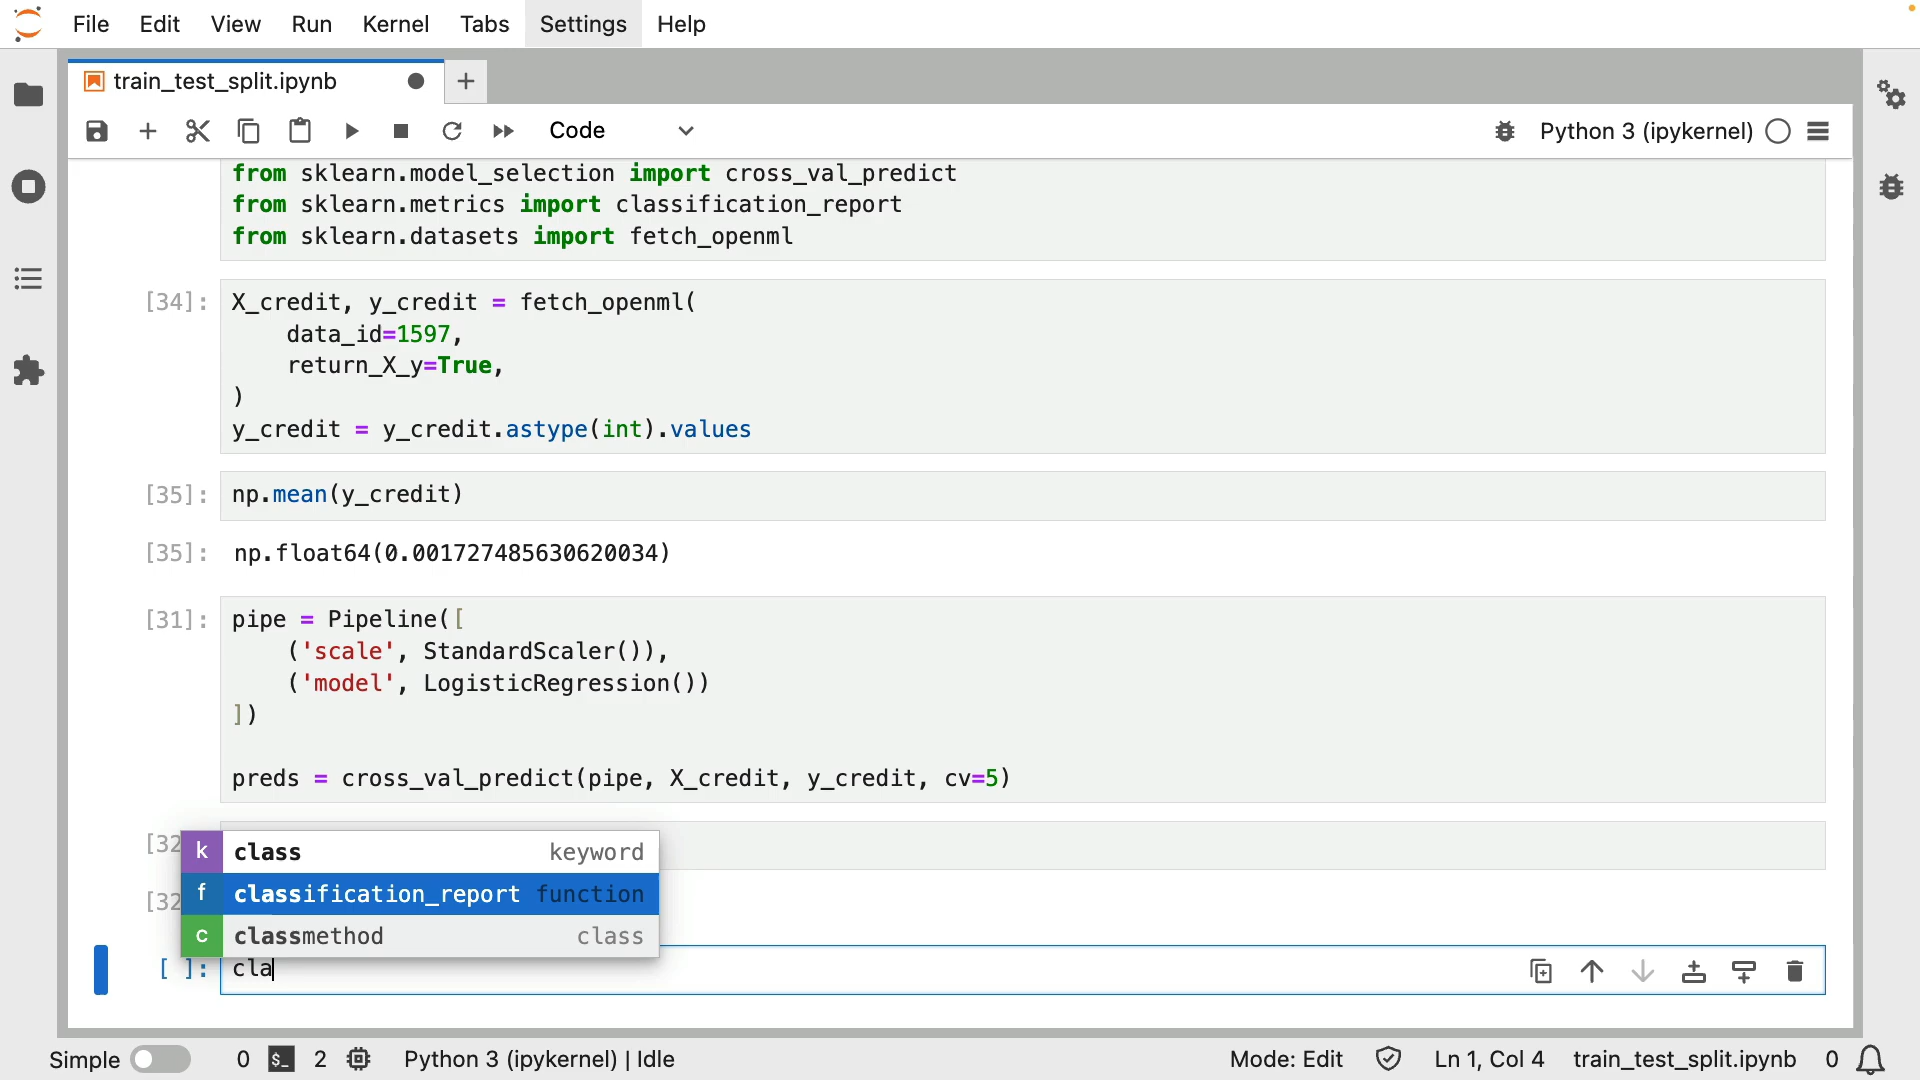 File Edit View Run Kernel Tabs Settings Help
train_test_split.ipynb
Code
Python 3 (ipykernel)
from sklearn.model_selection import cross_val_predict
from sklearn.metrics import classification_report
from sklearn.datasets import fetch_openml
[34]: X_credit, y_credit = fetch_openml(
data_id=1597,
return_X_y=True,
)
y_credit = y_credit.astype(int).values
[35]: np.mean(y_credit)
[35]: np.float64(0.001727485630620034)
[31]: pipe = Pipeline([
('scale', StandardScaler()),
('model', LogisticRegression())
])
preds = cross_val_predict(pipe, X_credit, y_credit, cv=5)
[32
k class keyword
f classification_report function
[32
c classmethod class
[ ]: cla
Simple 0 $_ 2 Python 3 (ipykernel) | Idle Mode: Edit Ln 1, Col 4 train_test_split.ipynb 0